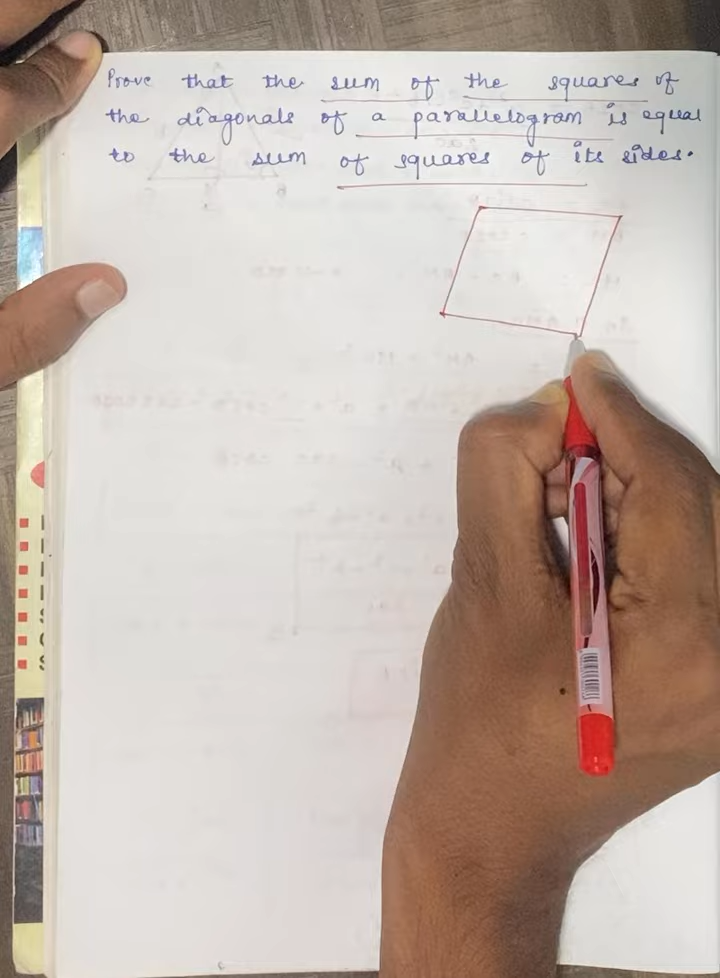 Prove that the sum of the squares of
the diagonals of a parallelogram is equal
to the sum of squares of its sides.